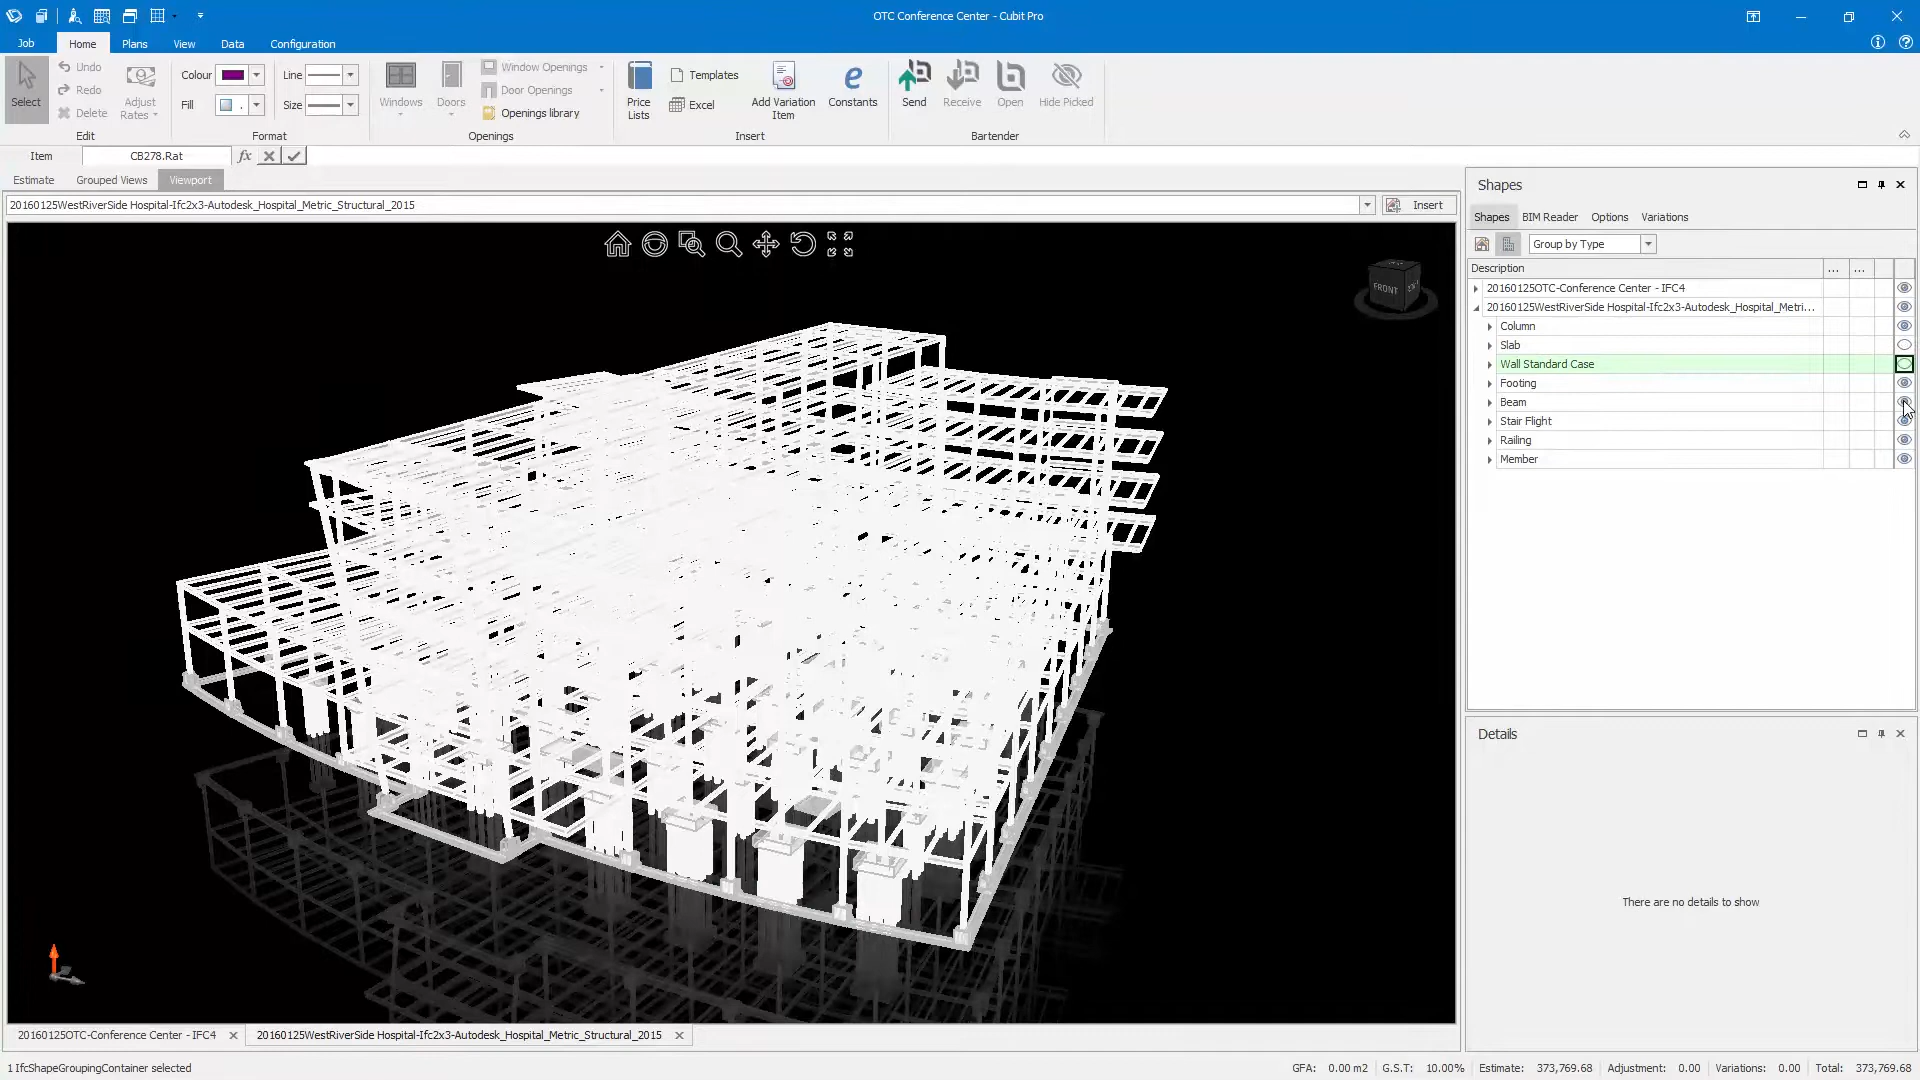 OTC Conference Center - Cubit Pro
Job
Home
Plans
View
Data
Configuration
Select
Undo
Redo
Delete
Adjust
Rates
Edit
Colour
Fill
Line
Size
Format
Windows
Doors
Window Openings
Door Openings
Openings library
Openings
Price
Lists
Templates
Excel
Add Variation
Item
Constants
Insert
Send
Receive
Open
Hide Picked
Bartender
Item
CB278.Rat
fx
Estimate
Grouped Views
Viewport
20160125WestRiverSide Hospital-Ifc2x3-Autodesk_Hospital_Metric_Structural_2015
Insert
FRONT
Shapes
Shapes
BIM Reader
Options
Variations
Group by Type
Description
...
...
20160125OTC-Conference Center - IFC4
20160125WestRiverSide Hospital-Ifc2x3-Autodesk_Hospital_Metri...
Column
Slab
Wall Standard Case
Footing
Beam
Stair Flight
Railing
Member
Details
There are no details to show
20160125OTC-Conference Center - IFC4
20160125WestRiverSide Hospital-Ifc2x3-Autodesk_Hospital_Metric_Structural_2015
1 IfcShapeGroupingContainer selected
GFA: 0.00 m2
G.S.T: 10.00%
Estimate: 373,769.68
Adjustment: 0.00
Variations: 0.00
Total: 373,769.68